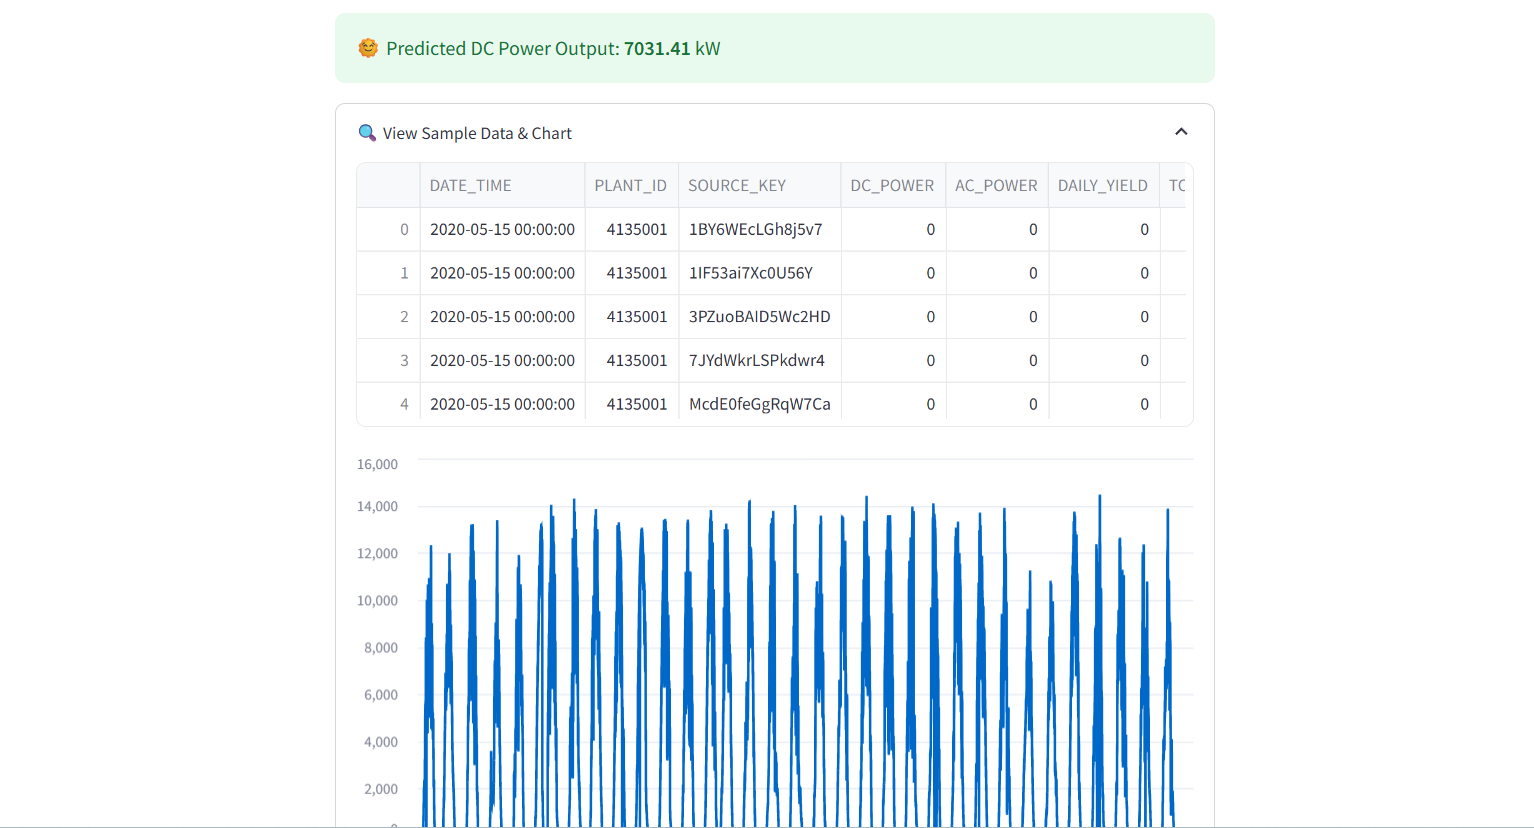 🌞 Predicted DC Power Output: 7031.41 kW
🔍 View Sample Data & Chart
DATE_TIME PLANT_ID SOURCE_KEY DC_POWER AC_POWER DAILY_YIELD TO
0 2020-05-15 00:00:00 4135001 1BY6WEcLGh8j5v7 0 0 0
1 2020-05-15 00:00:00 4135001 1IF53ai7Xc0U56Y 0 0 0
2 2020-05-15 00:00:00 4135001 3PZuoBAID5Wc2HD 0 0 0
3 2020-05-15 00:00:00 4135001 7JYdWkrLSPkdwr4 0 0 0
4 2020-05-15 00:00:00 4135001 McdE0feGgRqW7Ca 0 0 0
16,000
14,000
12,000
10,000
8,000
6,000
4,000
2,000
0